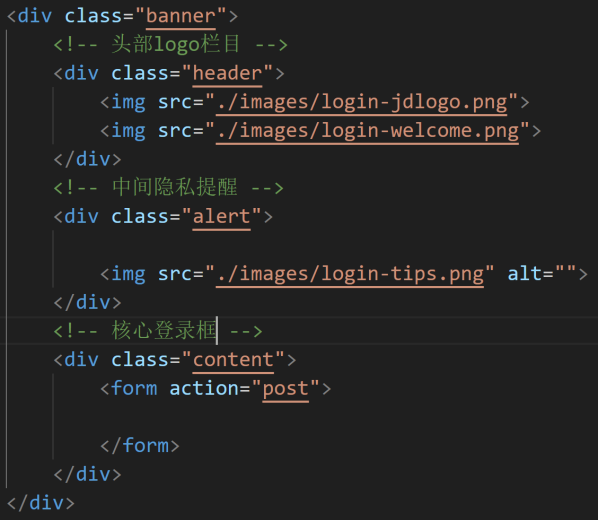 <div class="banner">
<!-- 头部logo栏目 -->
<div class="header">
<img src="./images/login-jdlogo.png">
<img src="./images/login-welcome.png">
</div>
<!-- 中间隐私提醒 -->
<div class="alert">
<img src="./images/login-tips.png" alt="">
</div>
<!-- 核心登录框 -->
<div class="content">
<form action="post">
</form>
</div>
</div>